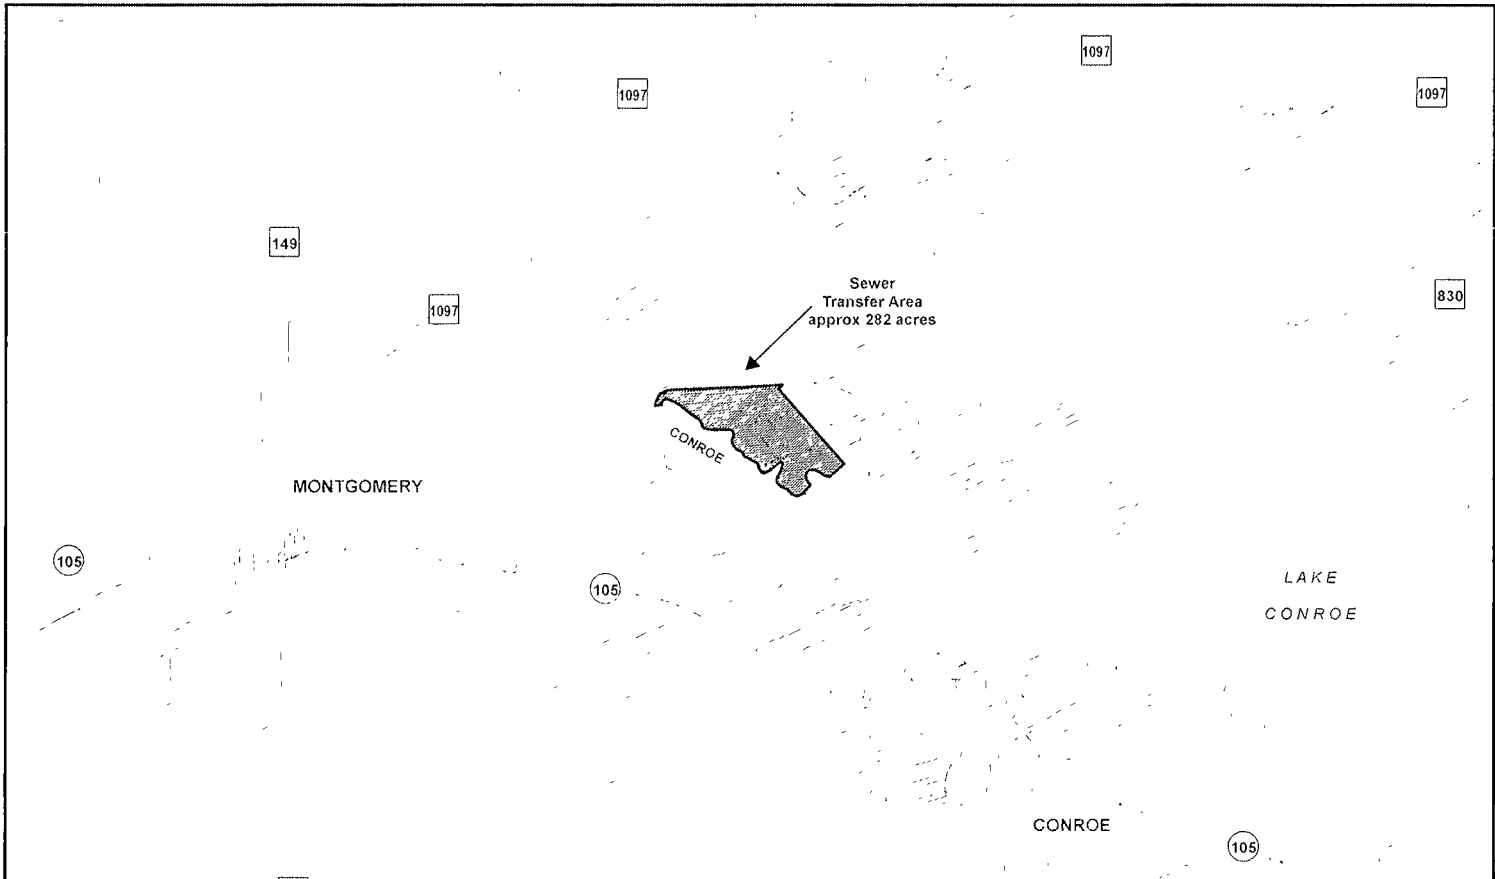 1097
1097
1097
149
Sewer
Transfer Area
approx 282 acres
830
1097
CONROE
MONTGOMERY
105
105
LAKE
CONROE
CONROE
105